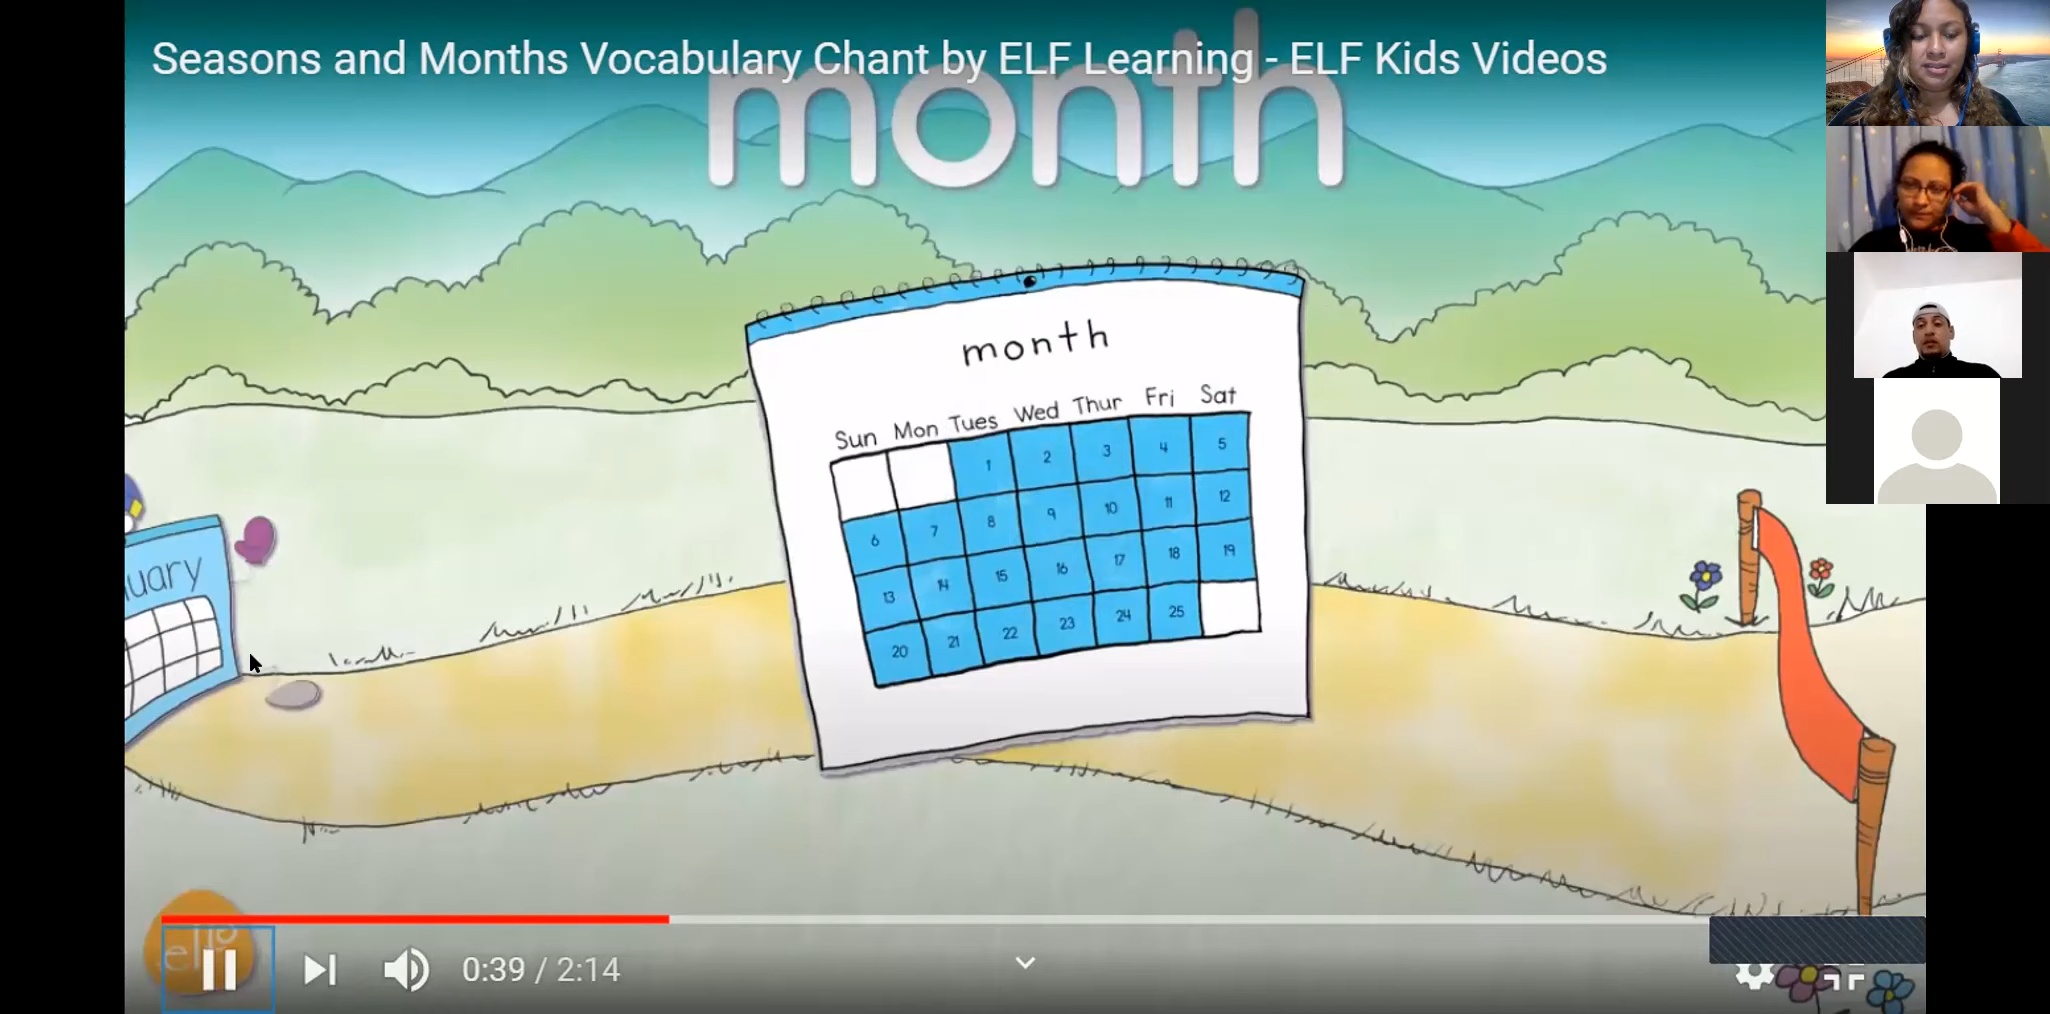 Seasons and Months Vocabulary Chant by ELF Learning - ELF Kids Videos
month
month
Sun Mon Tues Wed Thur Fri Sat
1 2 3 4 5
6 7 8 9 10 11 12
13 14 15 16 17 18 19
20 21 22 23 24 25
uary
elf
0:39 / 2:14